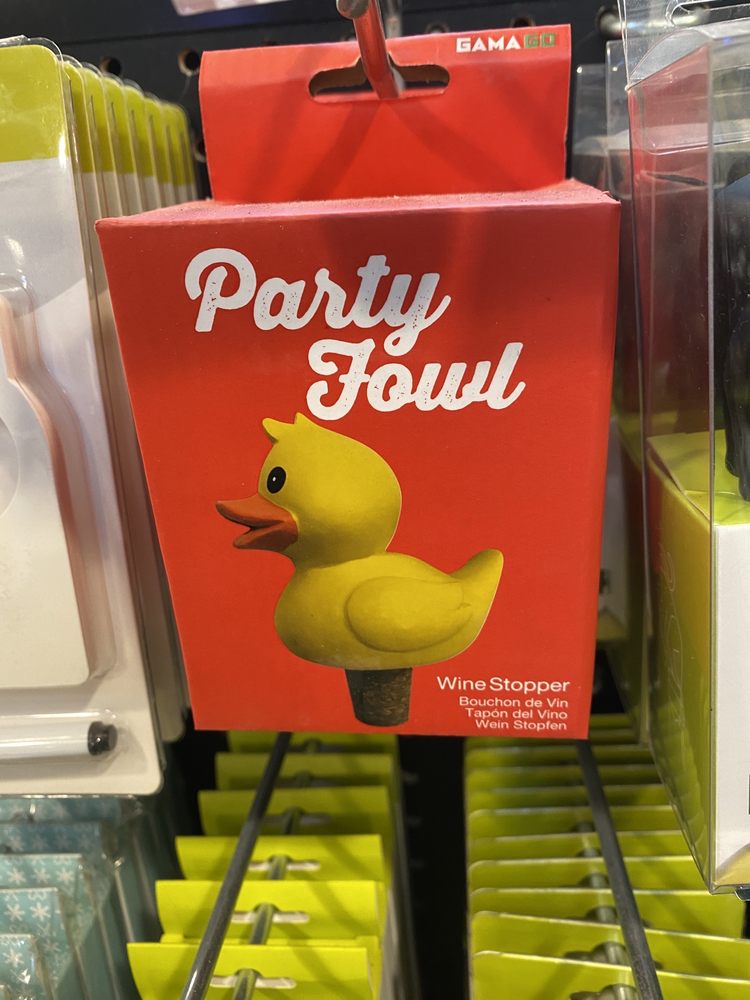 GAMAGO
Party
Fowl
Wine Stopper
Bouchon de Vin
Tapón del Vino
Wein Stopfen